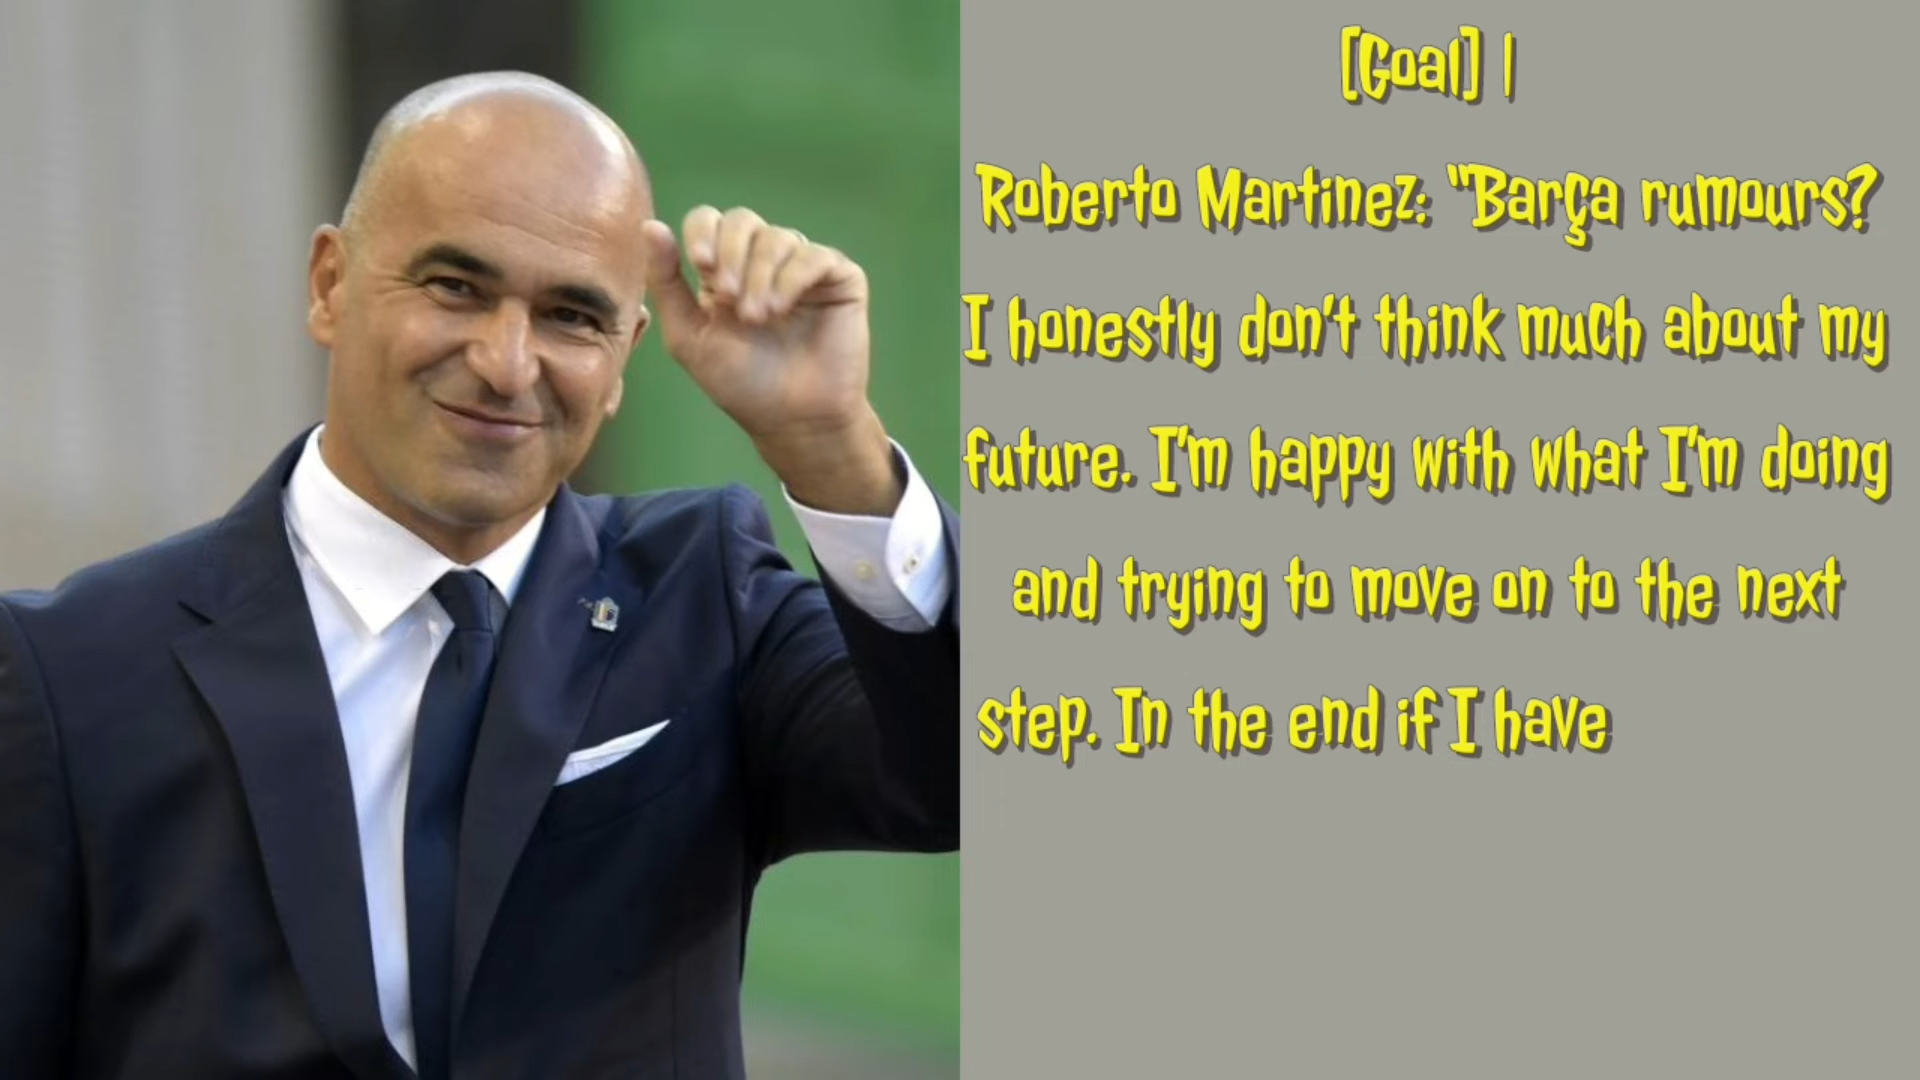 [Goal] |
Roberto Martinez: "Barça rumours?
I honestly don't think much about my
future. I'm happy with what I'm doing
and trying to move on to the next
step. In the end if I have